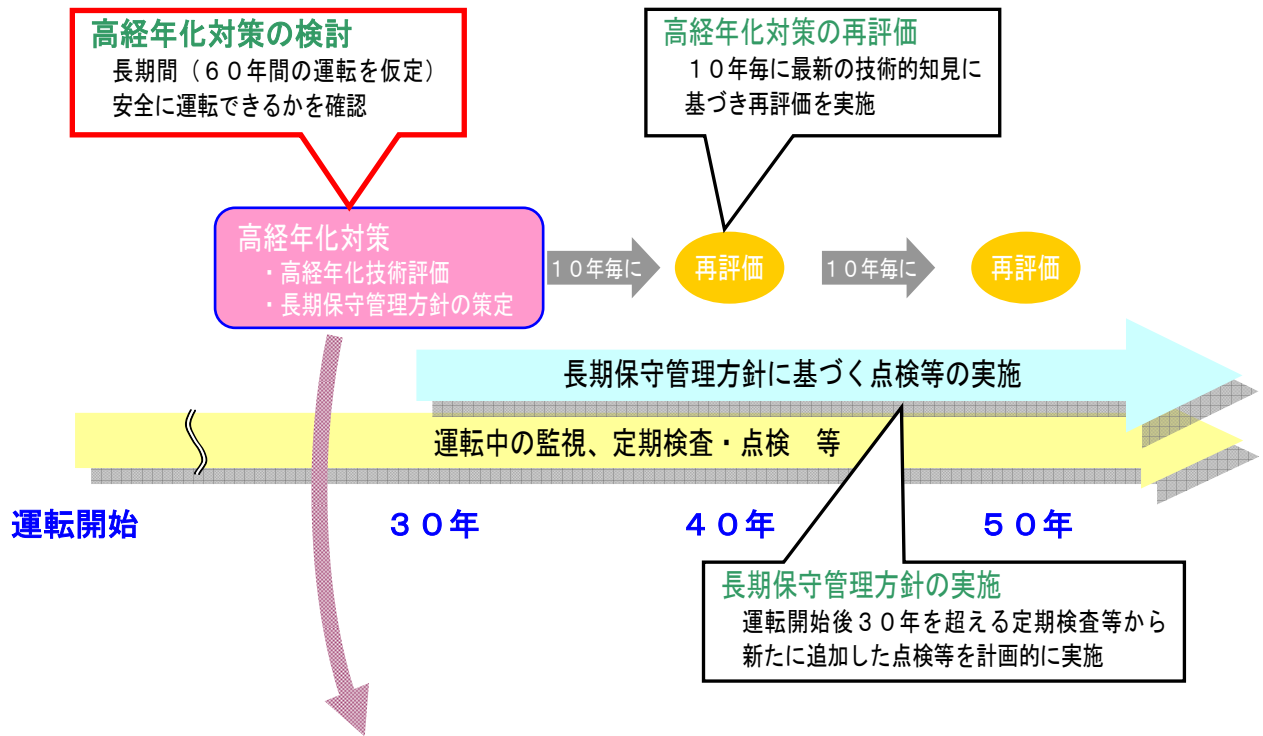 高経年化対策の検討
長期間（６０年間の運転を仮定）
安全に運転できるかを確認
高経年化対策の再評価
１０年毎に最新の技術的知見に
基づき再評価を実施
高経年化対策
・高経年化技術評価
・長期保守管理方針の策定
１０年毎に
再評価
１０年毎に
再評価
長期保守管理方針に基づく点検等の実施
運転中の監視、定期検査・点検　等
運転開始
３０年
４０年
５０年
長期保守管理方針の実施
運転開始後３０年を超える定期検査等から
新たに追加した点検等を計画的に実施